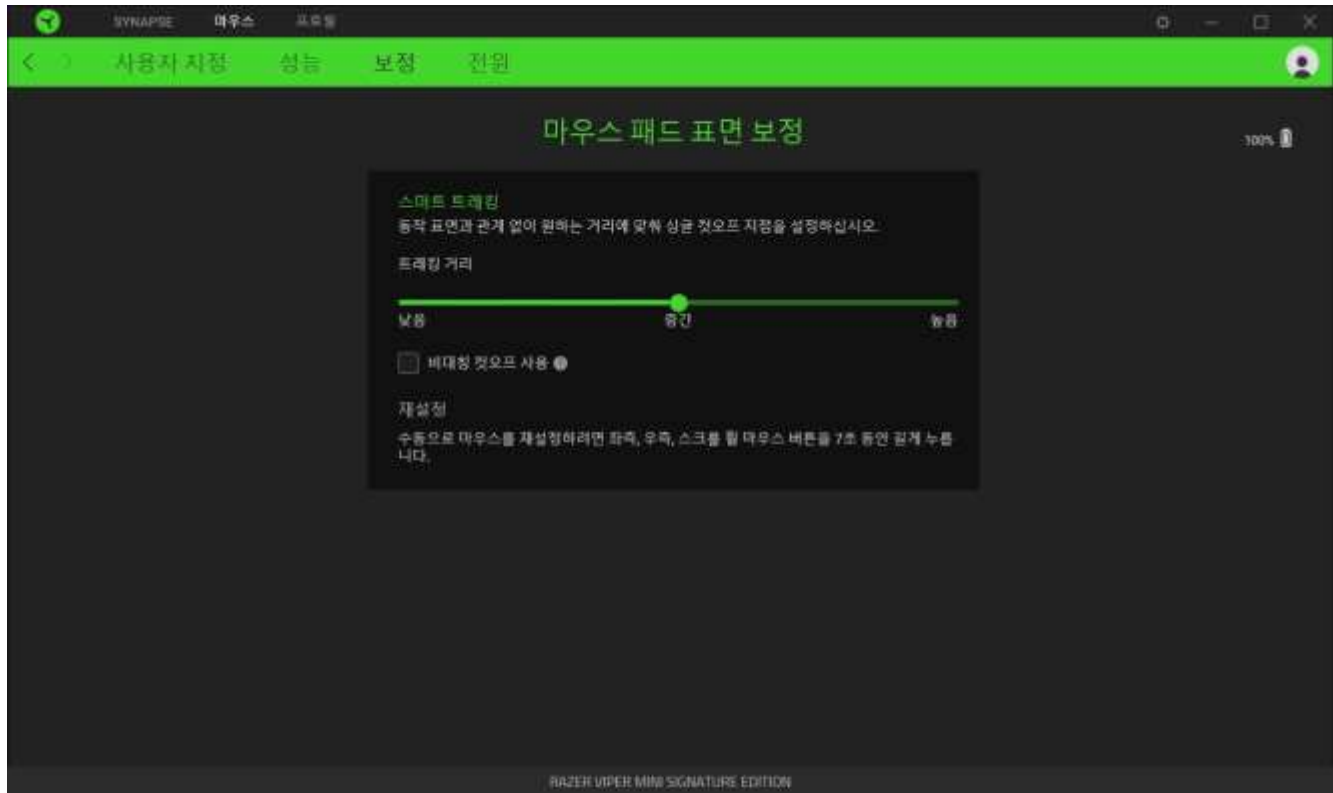 SYNAPSE 마우스 프로필
사용자 지정 성능 보정 전원
마우스 패드 표면 보정
100%
스마트 트래킹
동작 표면과 관계 없이 원하는 거리에 맞춰 싱글 컷오프 지점을 설정하십시오.
트래킹 거리
낮음 중간 높음
비대칭 컷오프 사용
재설정
수동으로 마우스를 재설정하려면 좌측, 우측, 스크롤 휠 마우스 버튼을 7초 동안 길게 누릅
니다.
RAZER VIPER MINI SIGNATURE EDITION